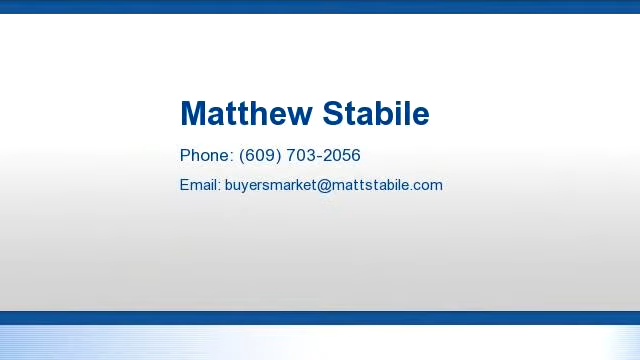 Matthew Stabile
Phone: (609) 703-2056
Email: buyersmarket@mattstabile.com